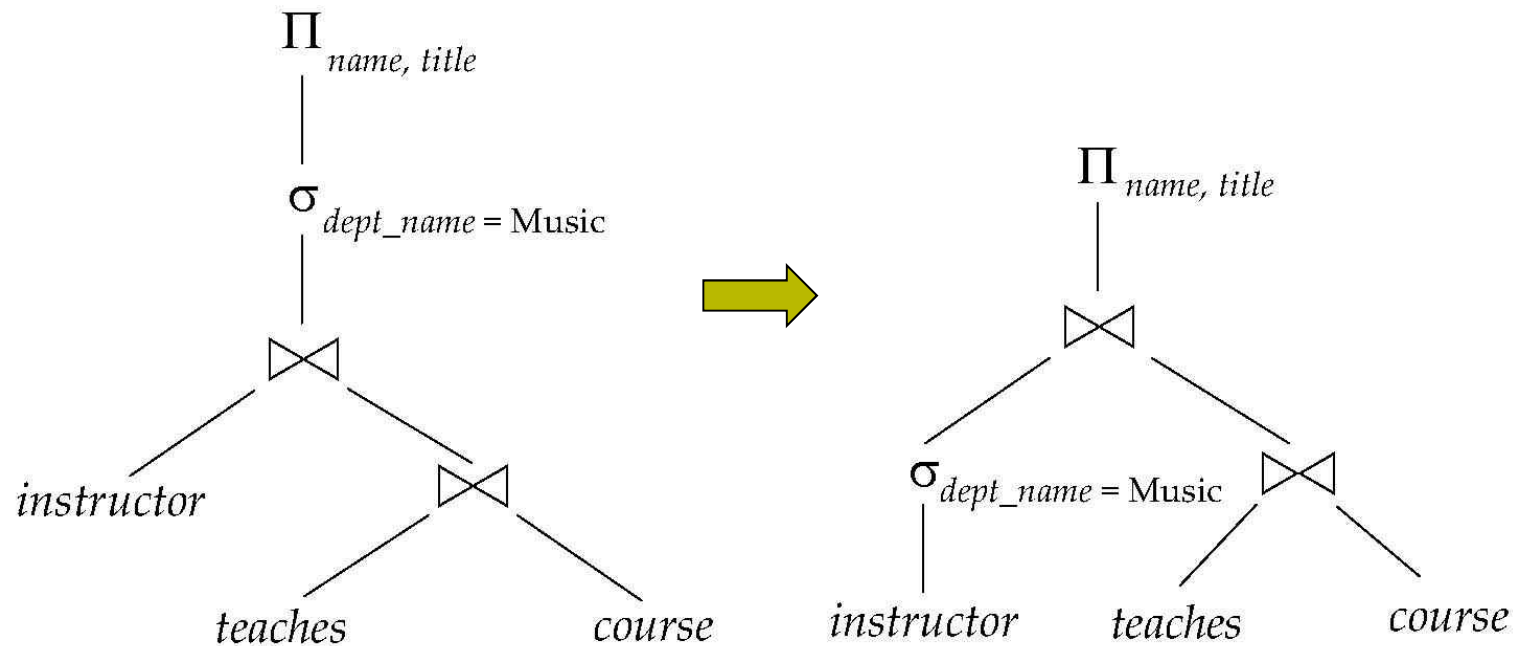 Π name, title
σ dept_name = Music
instructor
teaches
course
Π name, title
σ dept_name = Music
instructor
teaches
course